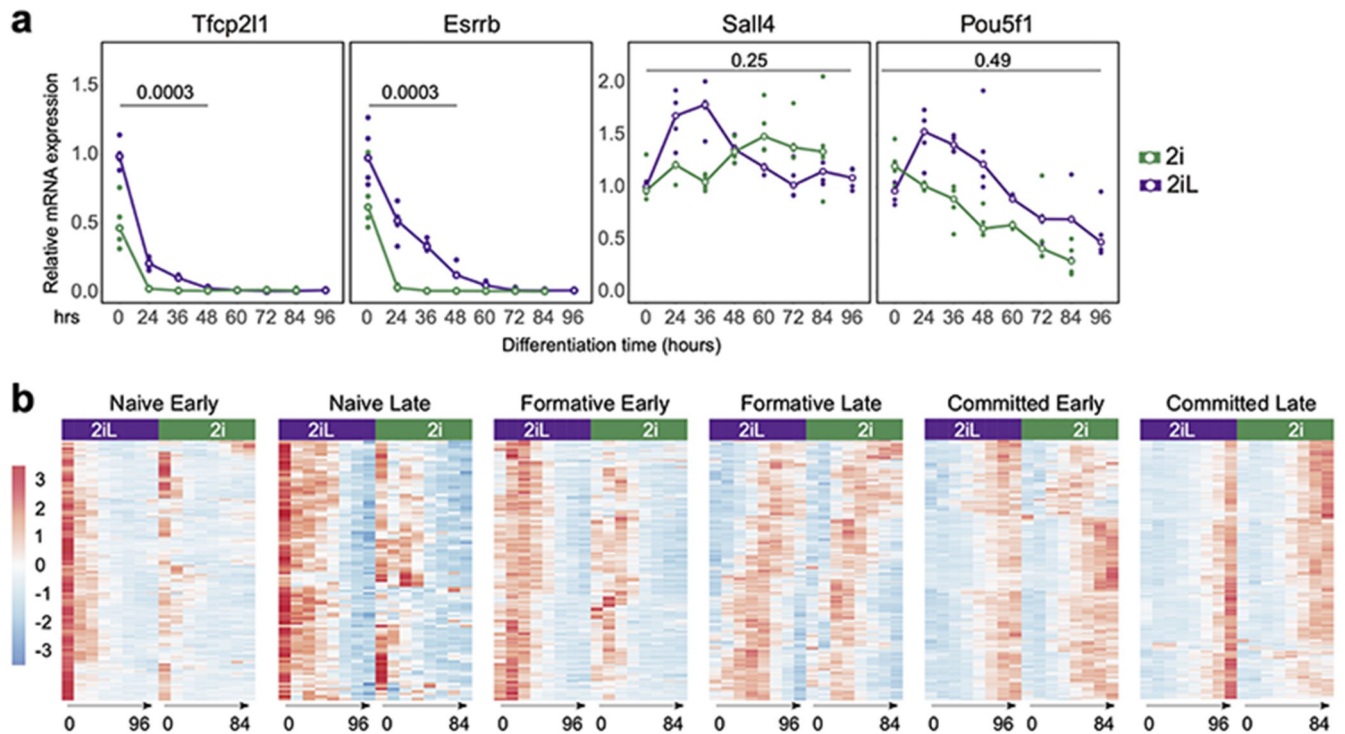 a
Tfcp2l1 Esrrb Sall4 Pou5f1
Relative mRNA expression
1.5
1.0
0.5
0.0
0.0003
0.0003
2.0
1.5
1.0
0.5
0.0
0.25
0.49
2i
2iL
hrs 0 24 36 48 60 72 84 96 0 24 36 48 60 72 84 96 0 24 36 48 60 72 84 96 0 24 36 48 60 72 84 96
Differentiation time (hours)
b
Naive Early Naive Late Formative Early Formative Late Committed Early Committed Late
2iL 2i 2iL 2i 2iL 2i 2iL 2i 2iL 2i 2iL 2i
3
2
1
0
-1
-2
-3
0 96 0 84 0 96 0 84 0 96 0 84 0 96 0 84 0 96 0 84 0 96 0 84